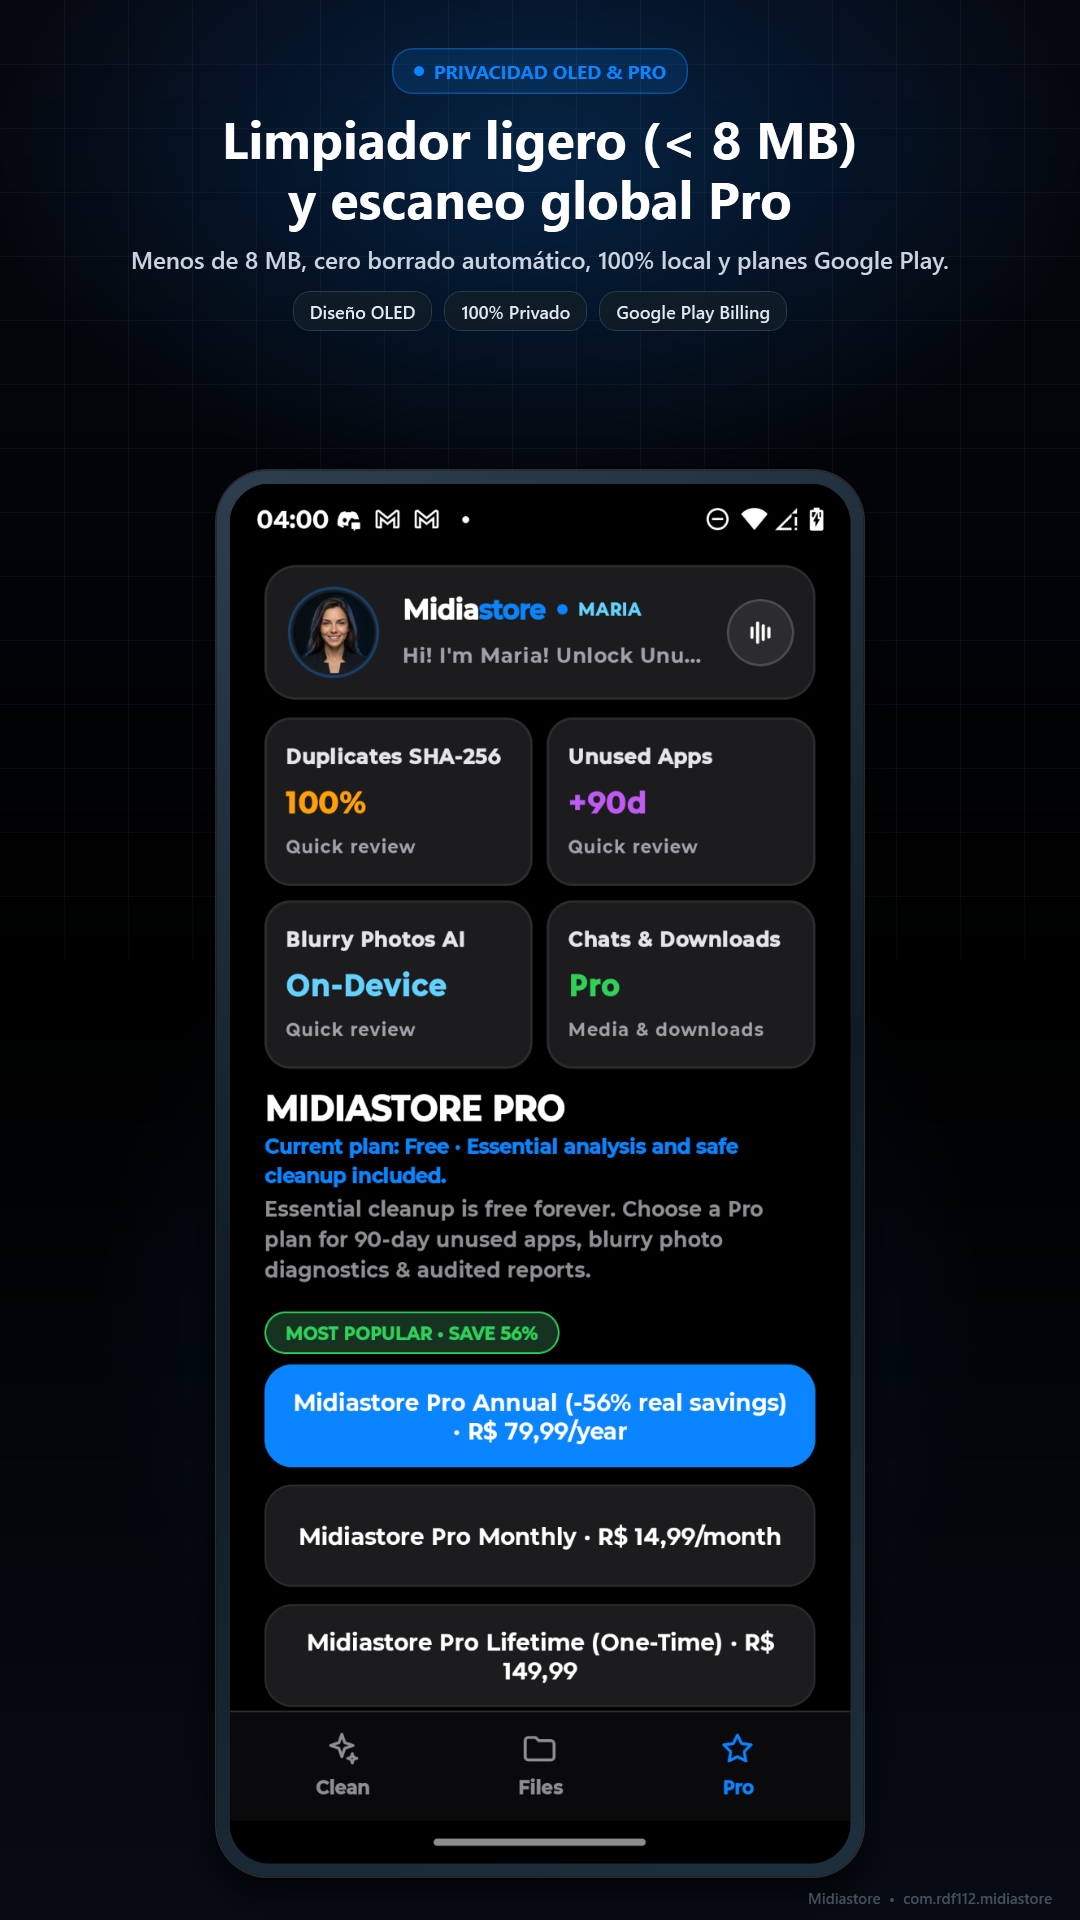 PRIVACIDAD OLED & PRO
Limpiador ligero (< 8 MB)
y escaneo global Pro
Menos de 8 MB, cero borrado automático, 100% local y planes Google Play.
Diseño OLED
100% Privado
Google Play Billing
04:00
Midiastore • MARIA
Hi! I'm Maria! Unlock Unu...
Duplicates SHA-256
100%
Quick review
Unused Apps
+90d
Quick review
Blurry Photos AI
On-Device
Quick review
Chats & Downloads
Pro
Media & downloads
MIDIASTORE PRO
Current plan: Free · Essential analysis and safe
cleanup included.
Essential cleanup is free forever. Choose a Pro
plan for 90-day unused apps, blurry photo
diagnostics & audited reports.
MOST POPULAR • SAVE 56%
Midiastore Pro Annual (-56% real savings)
· R$ 79,99/year
Midiastore Pro Monthly · R$ 14,99/month
Midiastore Pro Lifetime (One-Time) · R$
149,99
Clean
Files
Pro
Midiastore • com.rdf112.midiastore